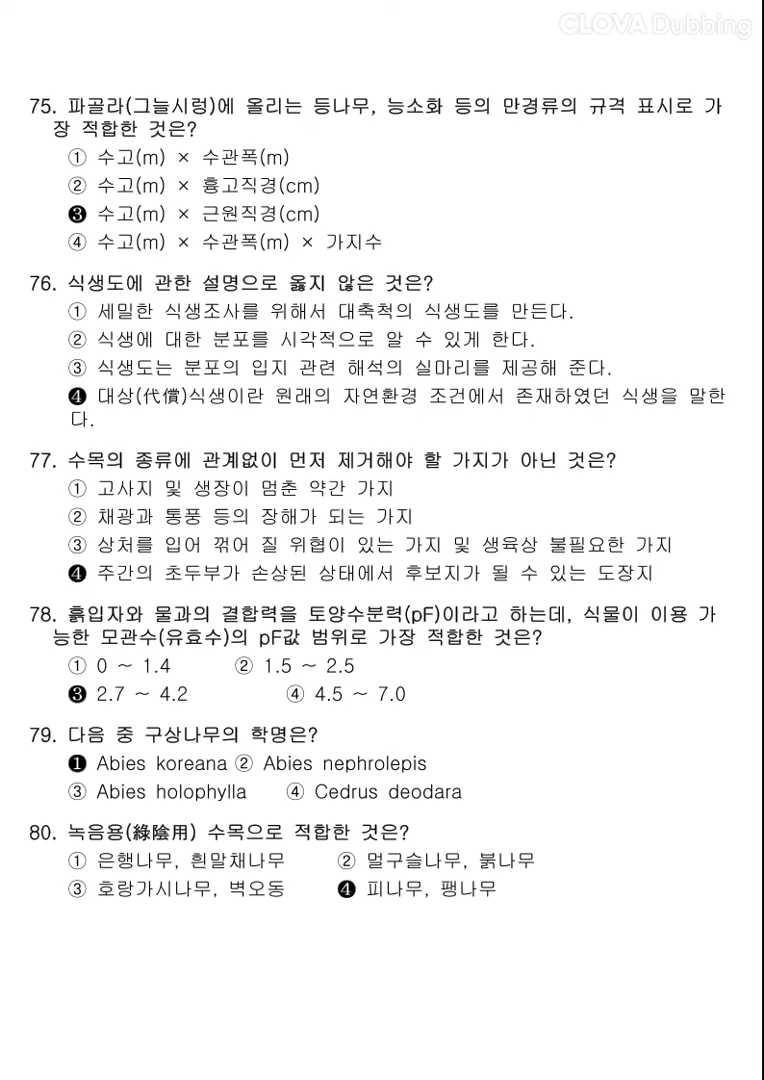 CLOVA Dubbing
75. 파골라(그늘시렁)에 올리는 등나무, 능소화 등의 만경류의 규격 표시로 가
장 적합한 것은?
① 수고(m) × 수관폭(m)
② 수고(m) × 흉고직경(cm)
❸ 수고(m) × 근원직경(cm)
④ 수고(m) × 수관폭(m) × 가지수
76. 식생도에 관한 설명으로 옳지 않은 것은?
① 세밀한 식생조사를 위해서 대축척의 식생도를 만든다.
② 식생에 대한 분포를 시각적으로 알 수 있게 한다.
③ 식생도는 분포의 입지 관련 해석의 실마리를 제공해 준다.
❹ 대상(代償)식생이란 원래의 자연환경 조건에서 존재하였던 식생을 말한
다.
77. 수목의 종류에 관계없이 먼저 제거해야 할 가지가 아닌 것은?
① 고사지 및 생장이 멈춘 약간 가지
② 채광과 통풍 등의 장해가 되는 가지
③ 상처를 입어 꺾어 질 위협이 있는 가지 및 생육상 불필요한 가지
❹ 주간의 초두부가 손상된 상태에서 후보지가 될 수 있는 도장지
78. 흙입자와 물과의 결합력을 토양수분력(pF)이라고 하는데, 식물이 이용 가
능한 모관수(유효수)의 pF값 범위로 가장 적합한 것은?
① 0 ~ 1.4 ② 1.5 ~ 2.5
❸ 2.7 ~ 4.2 ④ 4.5 ~ 7.0
79. 다음 중 구상나무의 학명은?
❶ Abies koreana ② Abies nephrolepis
③ Abies holophylla ④ Cedrus deodara
80. 녹음용(綠陰用) 수목으로 적합한 것은?
① 은행나무, 흰말채나무 ② 멀구슬나무, 붉나무
③ 호랑가시나무, 벽오동 ❹ 피나무, 팽나무